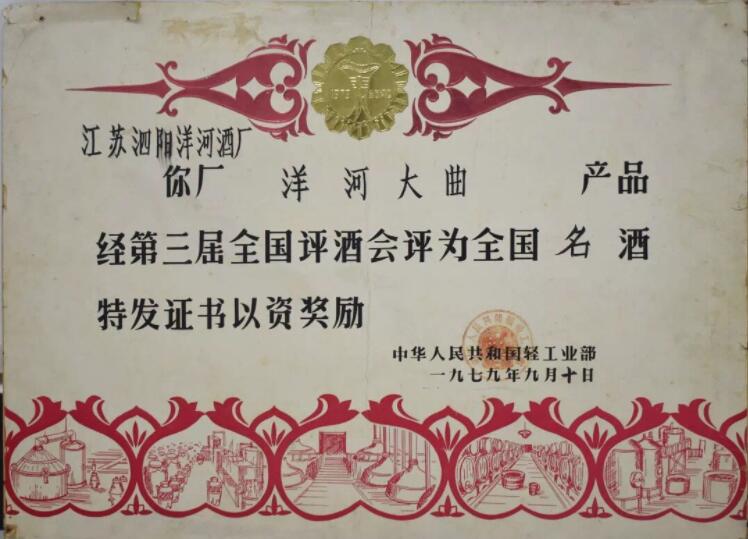 江苏泗阳洋河酒厂
你厂 洋河大曲 产品
经第三届全国评酒会评为全国名酒
特发证书以资奖励
中华人民共和国轻工业部
一九七九年九月十日